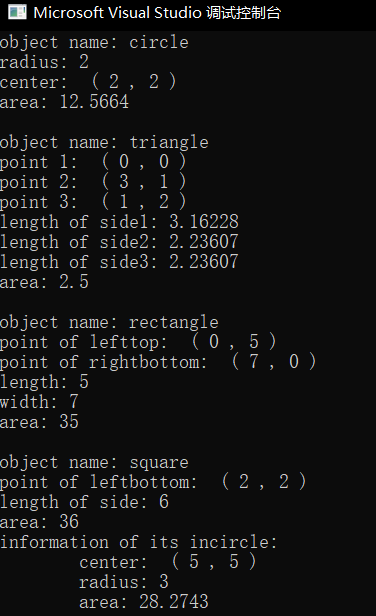 Microsoft Visual Studio 调试控制台
object name: circle
radius: 2
center: ( 2 , 2 )
area: 12.5664
object name: triangle
point 1: ( 0 , 0 )
point 2: ( 3 , 1 )
point 3: ( 1 , 2 )
length of side1: 3.16228
length of side2: 2.23607
length of side3: 2.23607
area: 2.5
object name: rectangle
point of lefttop: ( 0 , 5 )
point of rightbottom: ( 7 , 0 )
length: 5
width: 7
area: 35
object name: square
point of leftbottom: ( 2 , 2 )
length of side: 6
area: 36
information of its incircle:
center: ( 5 , 5 )
radius: 3
area: 28.2743